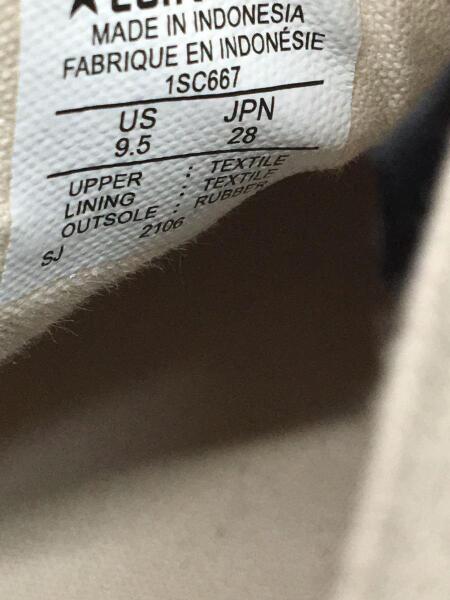 MADE IN INDONESIA
FABRIQUE EN INDONÉSIE
1SC667
US JPN
9.5 28
UPPER : TEXTILE
LINING : TEXTILE
OUTSOLE : RUBBER
SJ 2106